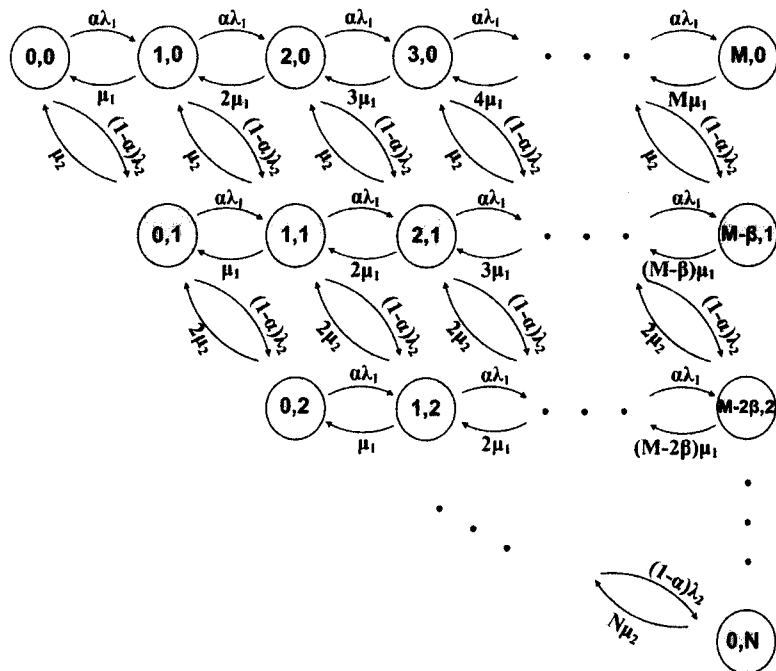 αλ₁ αλ₁ αλ₁ αλ₁ αλ₁
0,0 1,0 2,0 3,0 M,0
μ₁ 2μ₁ 3μ₁ 4μ₁ Mμ₁
μ₂ (1-α)λ₂ μ₂ (1-α)λ₂ μ₂ (1-α)λ₂ μ₂ (1-α)λ₂ μ₂ (1-α)λ₂
αλ₁ αλ₁ αλ₁ αλ₁
0,1 1,1 2,1 M-β,1
μ₁ 2μ₁ 3μ₁ (M-β)μ₁
2μ₂ (1-α)λ₂ 2μ₂ (1-α)λ₂ 2μ₂ (1-α)λ₂ 2μ₂ (1-α)λ₂
αλ₁ αλ₁ αλ₁
0,2 1,2 M-2β,2
μ₁ 2μ₁ (M-2β)μ₁
(1-α)λ₂
Nμ₂
0,N